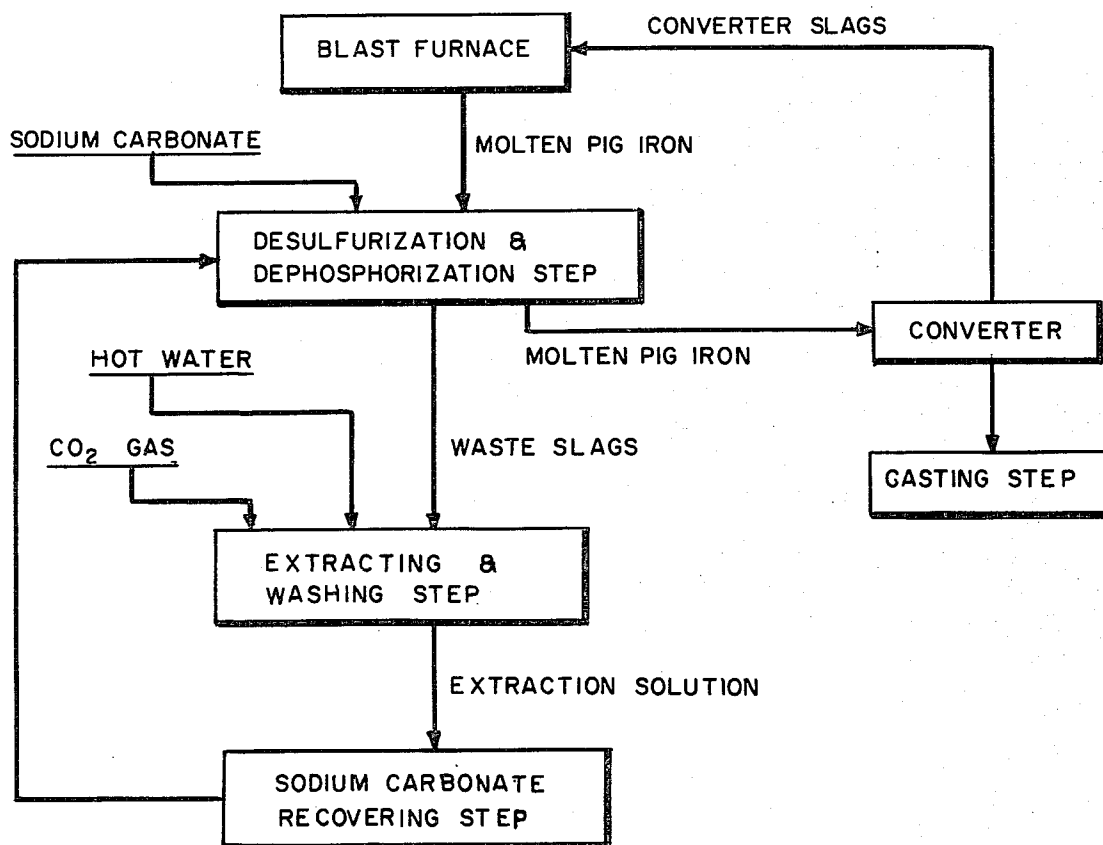 CONVERTER SLAGS
BLAST FURNACE
SODIUM CARBONATE
MOLTEN PIG IRON
DESULFURIZATION &
DEPHOSPHORIZATION STEP
CONVERTER
MOLTEN PIG IRON
HOT WATER
CO₂ GAS
WASTE SLAGS
CASTING STEP
EXTRACTING &
WASHING STEP
EXTRACTION SOLUTION
SODIUM CARBONATE
RECOVERING STEP